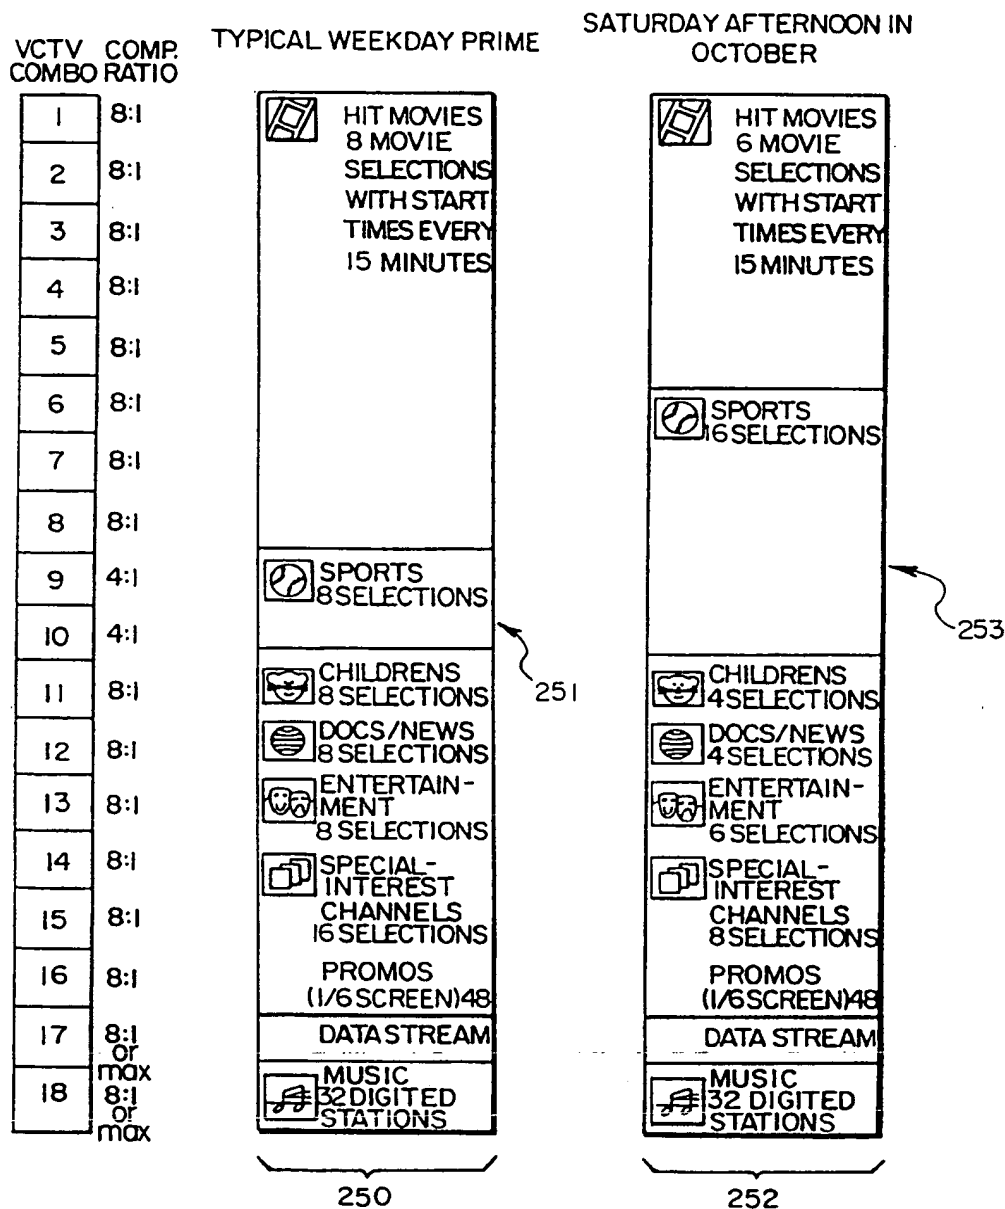 VCTV COMBO
COMP. RATIO
TYPICAL WEEKDAY PRIME
SATURDAY AFTERNOON IN
OCTOBER
1 8:1
2 8:1
3 8:1
4 8:1
5 8:1
6 8:1
7 8:1
8 8:1
9 4:1
10 4:1
11 8:1
12 8:1
13 8:1
14 8:1
15 8:1
16 8:1
17 8:1
or
max
18 8:1
or
max
HIT MOVIES
8 MOVIE
SELECTIONS
WITH START
TIMES EVERY
15 MINUTES
SPORTS
8 SELECTIONS
251
CHILDRENS
8 SELECTIONS
DOCS/NEWS
8 SELECTIONS
ENTERTAIN-
MENT
8 SELECTIONS
SPECIAL-
INTEREST
CHANNELS
16 SELECTIONS
PROMOS
(1/6 SCREEN)48
DATA STREAM
MUSIC
32 DIGITED
STATIONS
250
HIT MOVIES
6 MOVIE
SELECTIONS
WITH START
TIMES EVERY
15 MINUTES
SPORTS
16 SELECTIONS
253
CHILDRENS
4 SELECTIONS
DOCS/NEWS
4 SELECTIONS
ENTERTAIN-
MENT
6 SELECTIONS
SPECIAL-
INTEREST
CHANNELS
8 SELECTIONS
PROMOS
(1/6 SCREEN)48
DATA STREAM
MUSIC
32 DIGITED
STATIONS
252